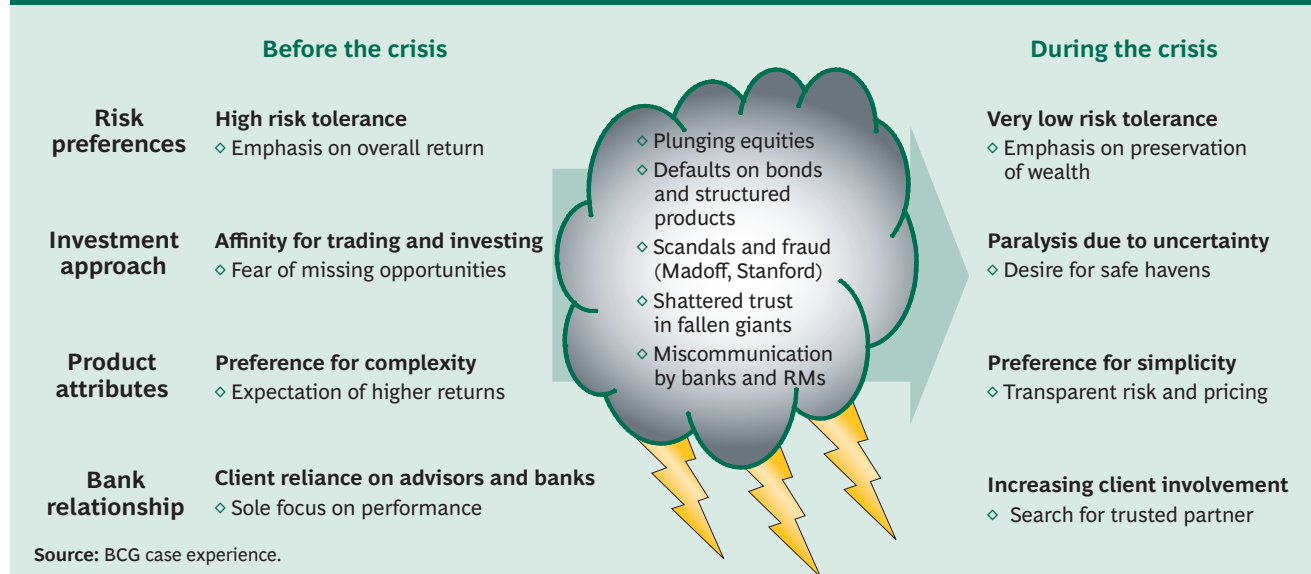 Before the crisis
During the crisis
Risk
preferences
High risk tolerance
◇ Emphasis on overall return
Very low risk tolerance
◇ Emphasis on preservation
of wealth
Investment
approach
Affinity for trading and investing
◇ Fear of missing opportunities
Paralysis due to uncertainty
◇ Desire for safe havens
Product
attributes
Preference for complexity
◇ Expectation of higher returns
Preference for simplicity
◇ Transparent risk and pricing
Bank
relationship
Client reliance on advisors and banks
◇ Sole focus on performance
Increasing client involvement
◇ Search for trusted partner
◇ Plunging equities
◇ Defaults on bonds
and structured
products
◇ Scandals and fraud
(Madoff, Stanford)
◇ Shattered trust
in fallen giants
◇ Miscommunication
by banks and RMs
Source: BCG case experience.